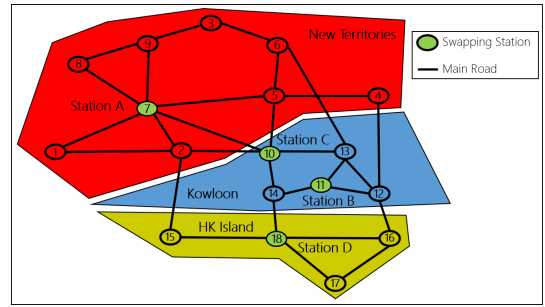 3
New Territories
9
6
Swapping Station
8
Main Road
5
4
Station A
7
Station C
1
2
10
13
Kowloon
14
11
12
Station B
HK Island
15
18
Station D
16
17